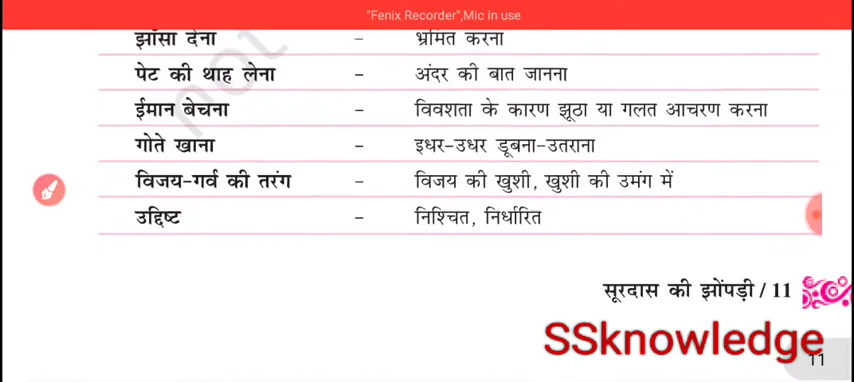 "Fenix Recorder",Mic in use
झाँसा देना – भ्रमित करना
पेट की थाह लेना – अंदर की बात जानना
ईमान बेचना – विवशता के कारण झूठा या गलत आचरण करना
गोते खाना – इधर-उधर डूबना-उतराना
विजय-गर्व की तरंग – विजय की खुशी, खुशी की उमंग में
उद्दिष्ट – निश्चित, निर्धारित
सूरदास की झोंपड़ी / 11
SSknowledge
11